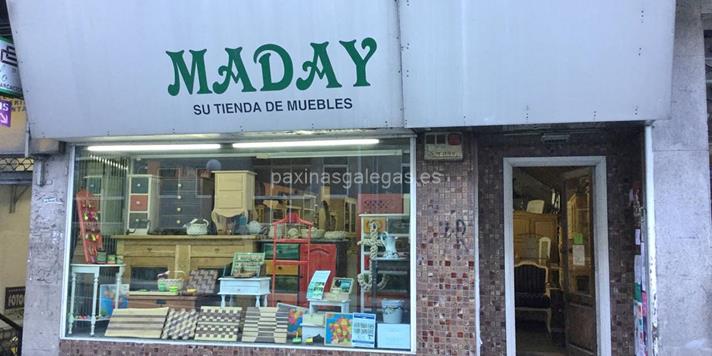 MADAY
SU TIENDA DE MUEBLES
paxinasgalegas.es